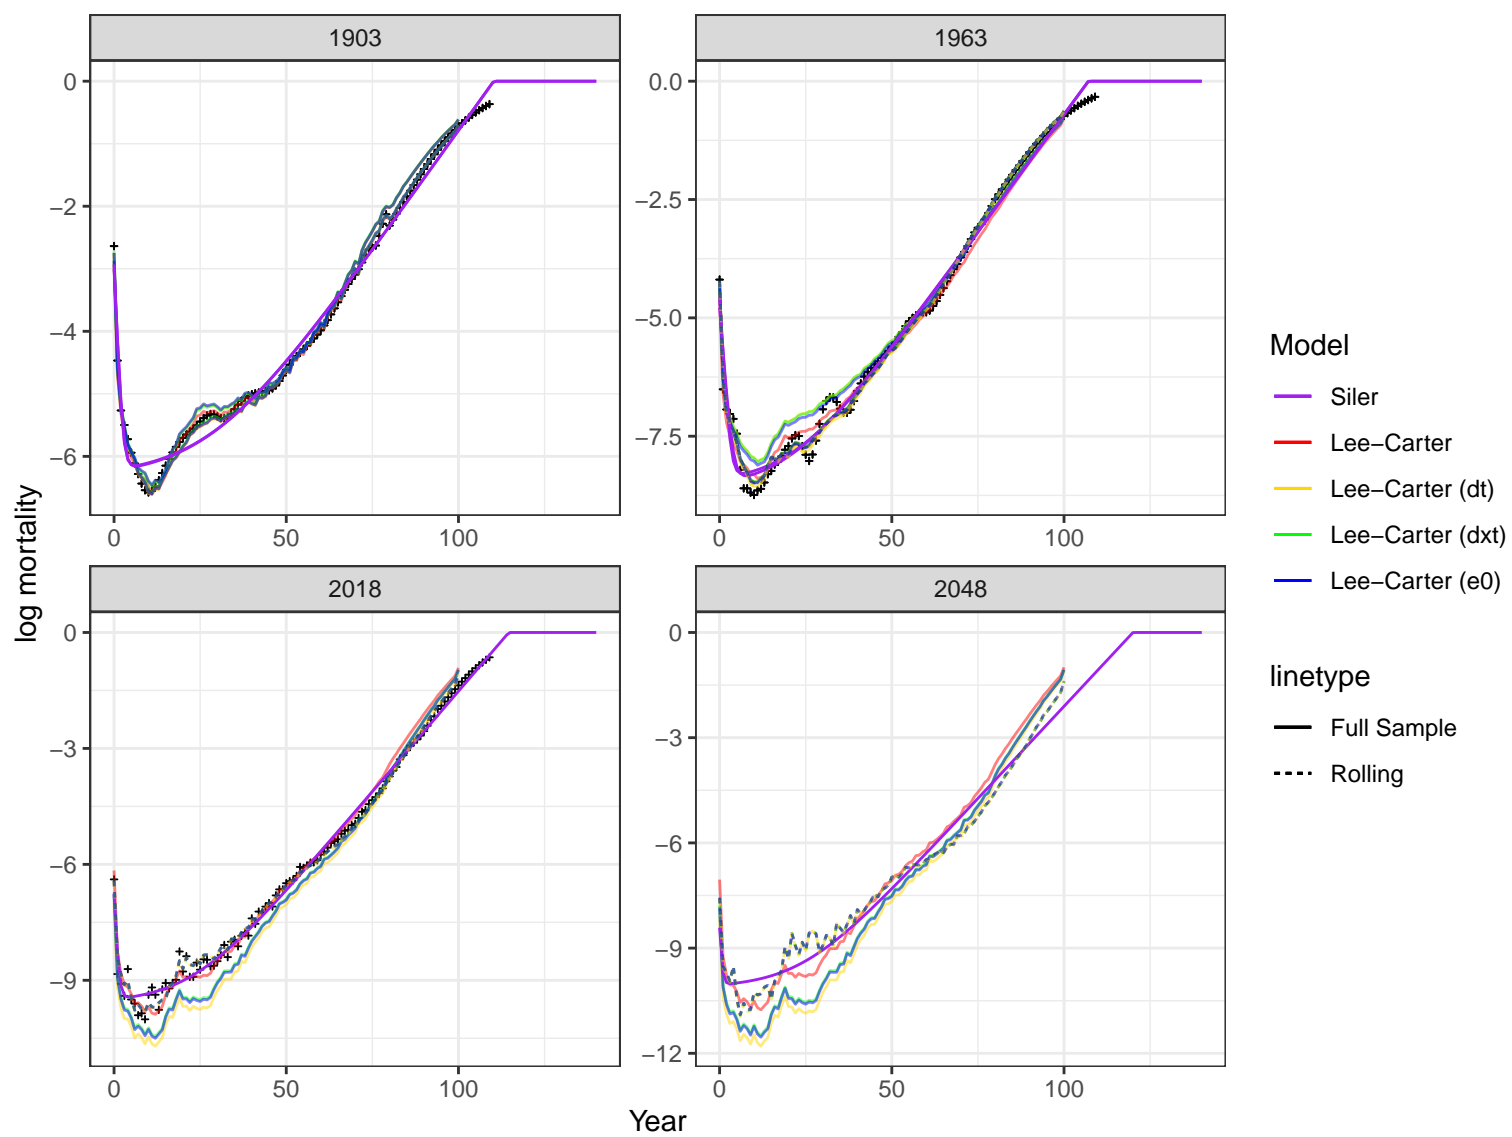 1903
1963
0
−2
−4
−6
0.0
−2.5
−5.0
−7.5
0 50 100
0 50 100
2018
2048
0
−3
−6
−9
0
−3
−6
−9
−12
0 50 100
0 50 100
log mortality
Year
Model
Siler
Lee−Carter
Lee−Carter (dt)
Lee−Carter (dxt)
Lee−Carter (e0)
linetype
Full Sample
Rolling